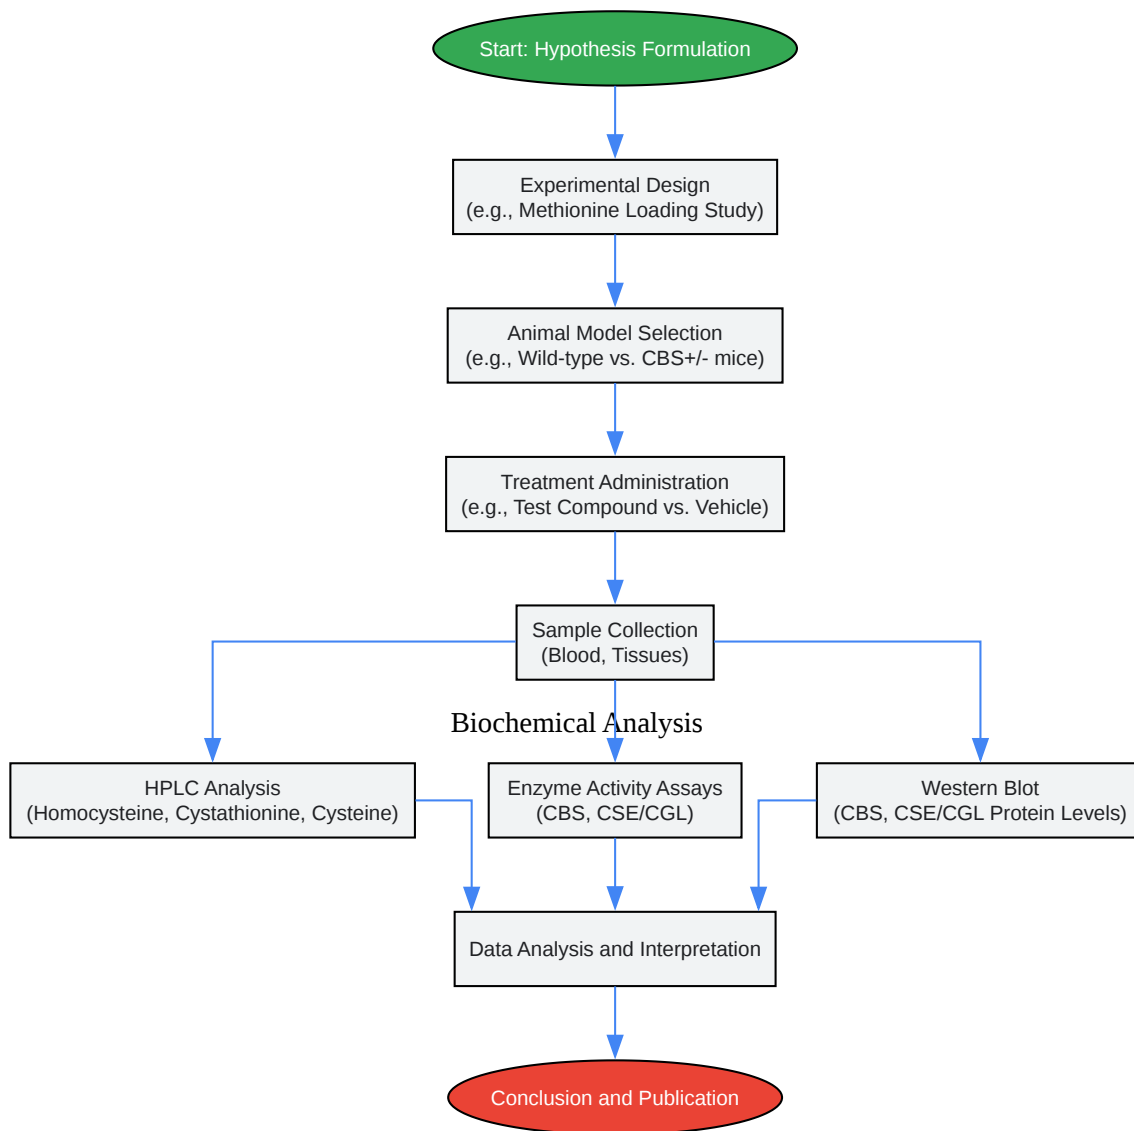 Start: Hypothesis Formulation
Experimental Design
(e.g., Methionine Loading Study)
Animal Model Selection
(e.g., Wild-type vs. CBS+/- mice)
Treatment Administration
(e.g., Test Compound vs. Vehicle)
Sample Collection
(Blood, Tissues)
Biochemical Analysis
HPLC Analysis
(Homocysteine, Cystathionine, Cysteine)
Enzyme Activity Assays
(CBS, CSE/CGL)
Western Blot
(CBS, CSE/CGL Protein Levels)
Data Analysis and Interpretation
Conclusion and Publication